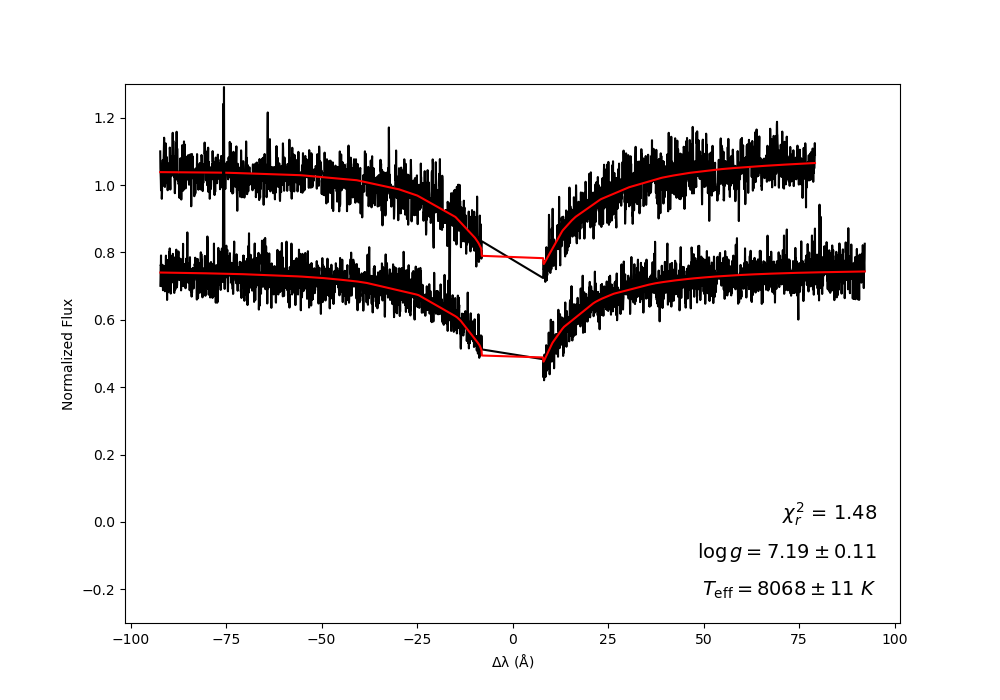 1.2
1.0
0.8
0.6
0.4
0.2
0.0
−0.2
Normalized Flux
χ²ᵣ = 1.48
log g = 7.19 ± 0.11
T_eff = 8068 ± 11 K
−100 −75 −50 −25 0 25 50 75 100
Δλ (Å)